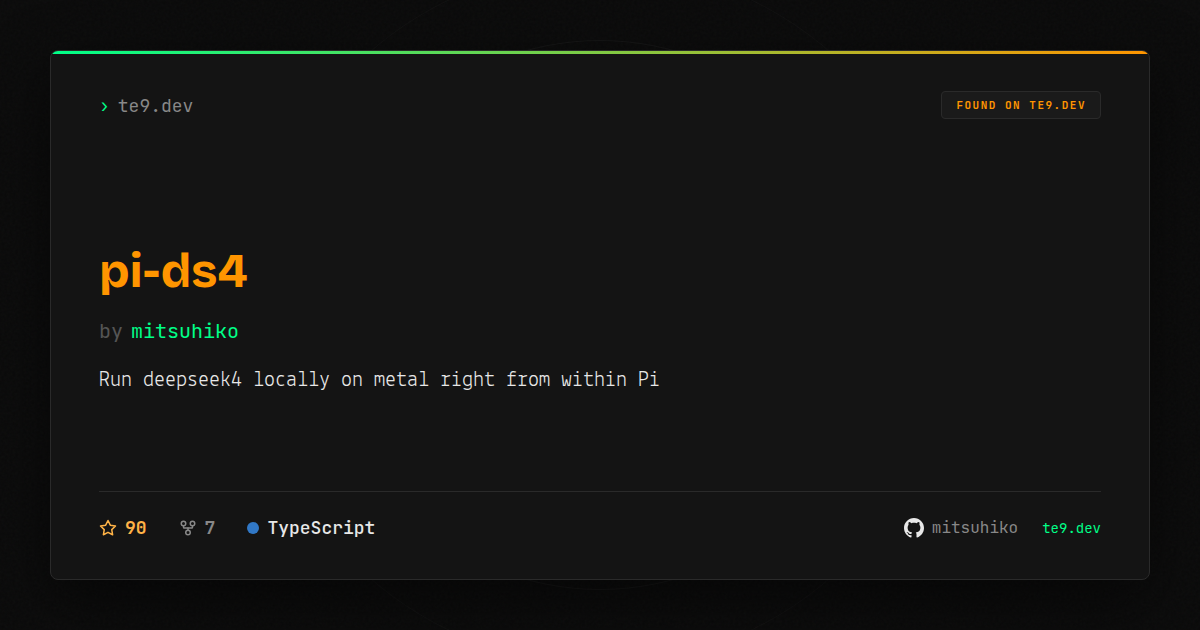 › te9.dev
FOUND ON TE9.DEV
pi-ds4
by mitsuhiko
Run deepseek4 locally on metal right from within Pi
90 7 TypeScript
mitsuhiko te9.dev